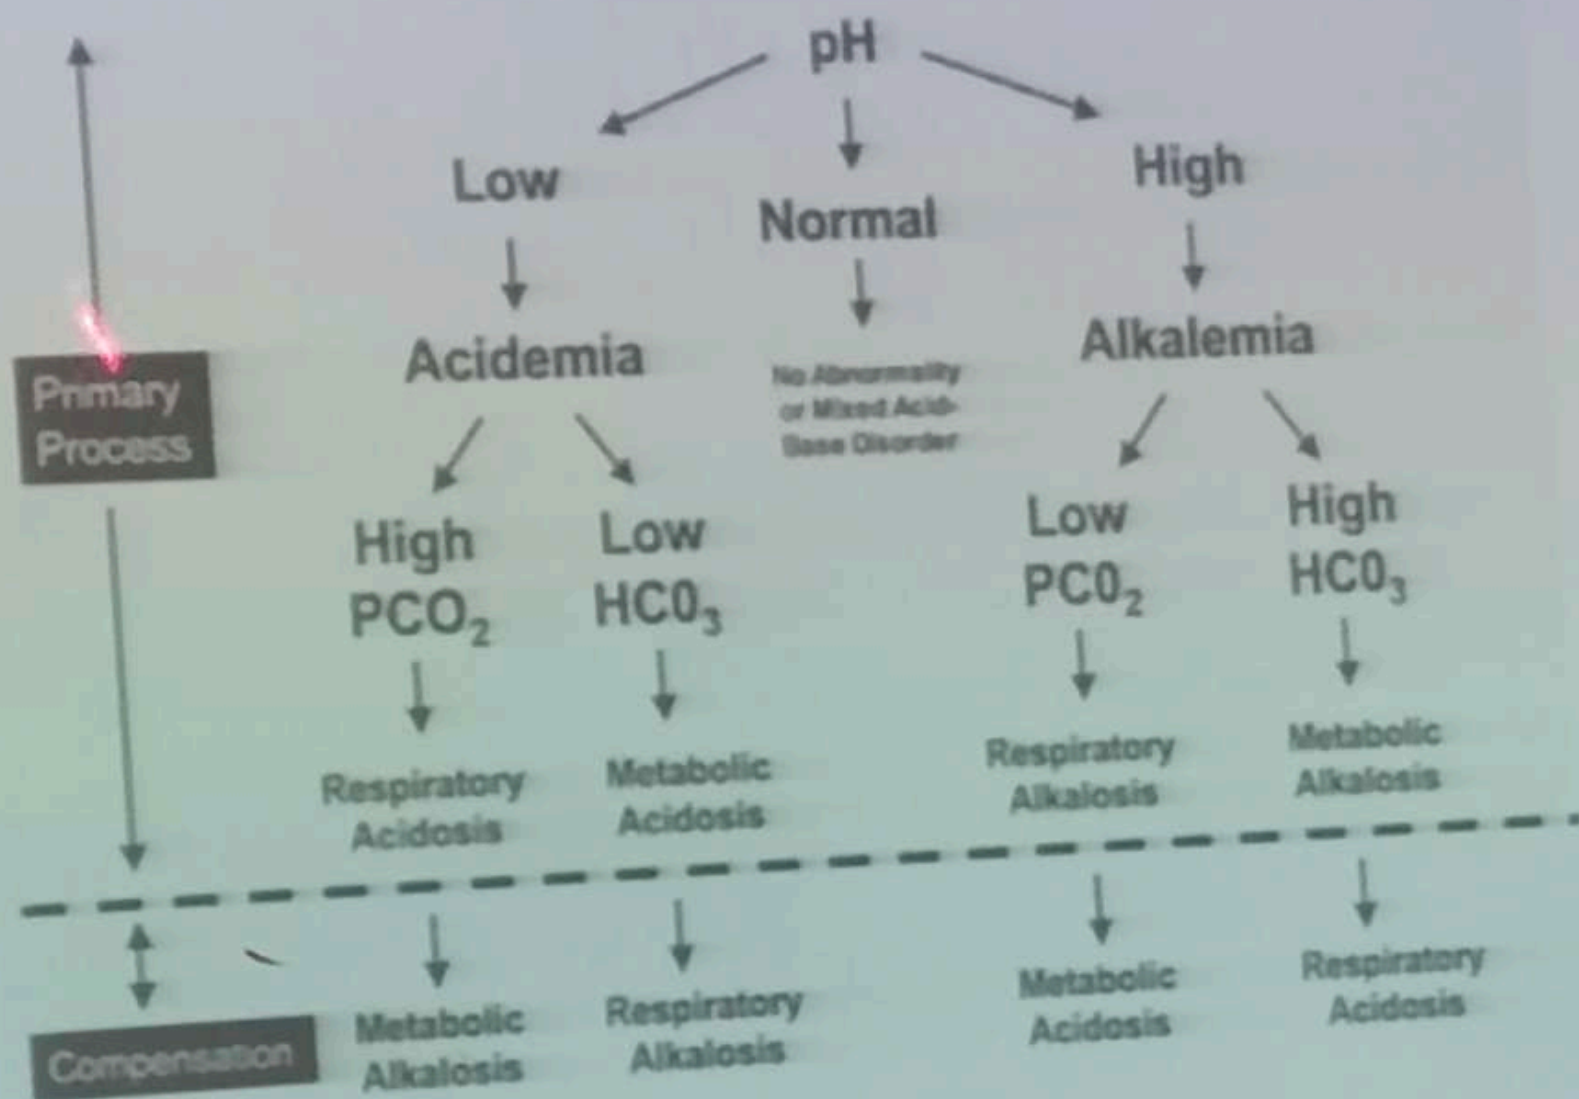 pH
Low
Normal
High
Acidemia
No Abnormality
or Mixed Acid-
Base Disorder
Alkalemia
Primary
Process
High
PCO₂
Low
HC0₃
Low
PC0₂
High
HC0₃
Respiratory
Acidosis
Metabolic
Acidosis
Respiratory
Alkalosis
Metabolic
Alkalosis
Compensation
Metabolic
Alkalosis
Respiratory
Alkalosis
Metabolic
Acidosis
Respiratory
Acidosis